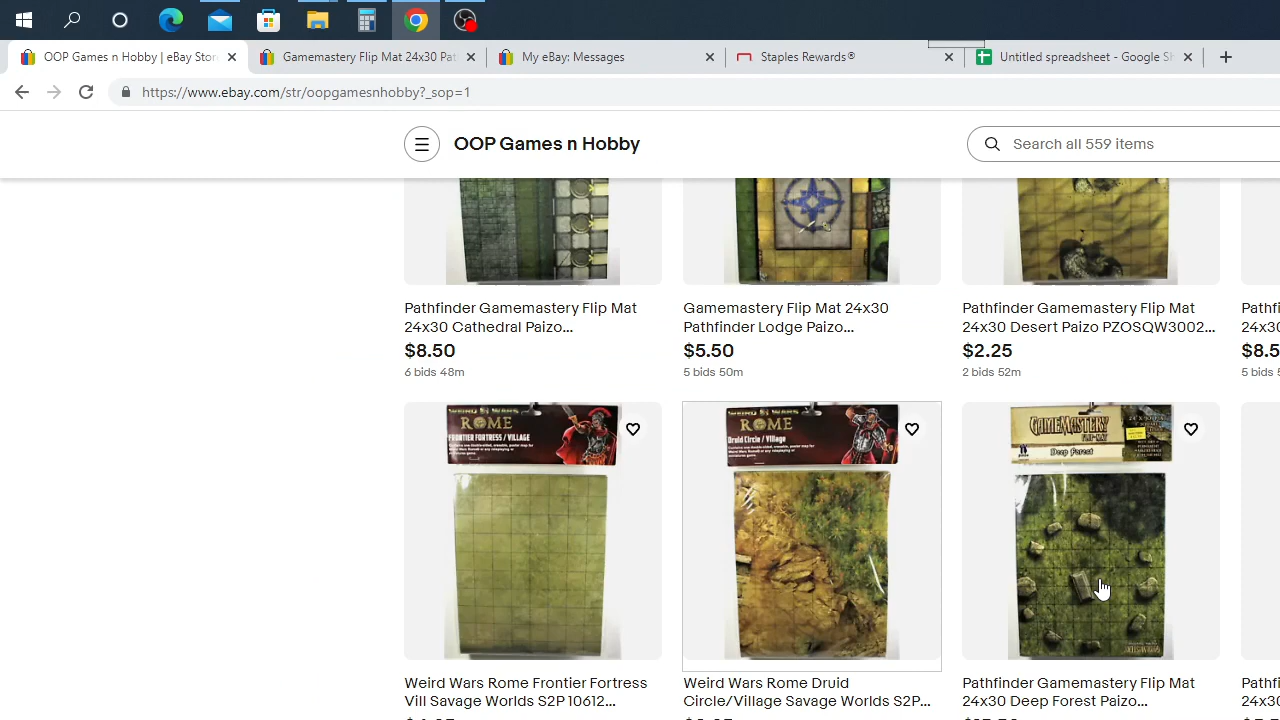 OOP Games n Hobby | eBay Stor
Gamemastery Flip Mat 24x30 Pat
My eBay: Messages
Staples Rewards®
Untitled spreadsheet - Google Sh
https://www.ebay.com/str/oopgamesnhobby?_sop=1
OOP Games n Hobby
Search all 559 items
Pathfinder Gamemastery Flip Mat
24x30 Cathedral Paizo...
$8.50
6 bids 48m
Gamemastery Flip Mat 24x30
Pathfinder Lodge Paizo...
$5.50
5 bids 50m
Pathfinder Gamemastery Flip Mat
24x30 Desert Paizo PZOSQW3002...
$2.25
2 bids 52m
Pathf
24x30
$8.5
5 bids
WEIRD WARS
ROME
FRONTIER FORTRESS / VILLAGE
WEIRD WARS
ROME
Druid Circle / Village
GAMEMASTERY
Deep Forest
Weird Wars Rome Frontier Fortress
Vill Savage Worlds S2P 10612...
Weird Wars Rome Druid
Circle/Village Savage Worlds S2P...
Pathfinder Gamemastery Flip Mat
24x30 Deep Forest Paizo...
Pathf
24x30